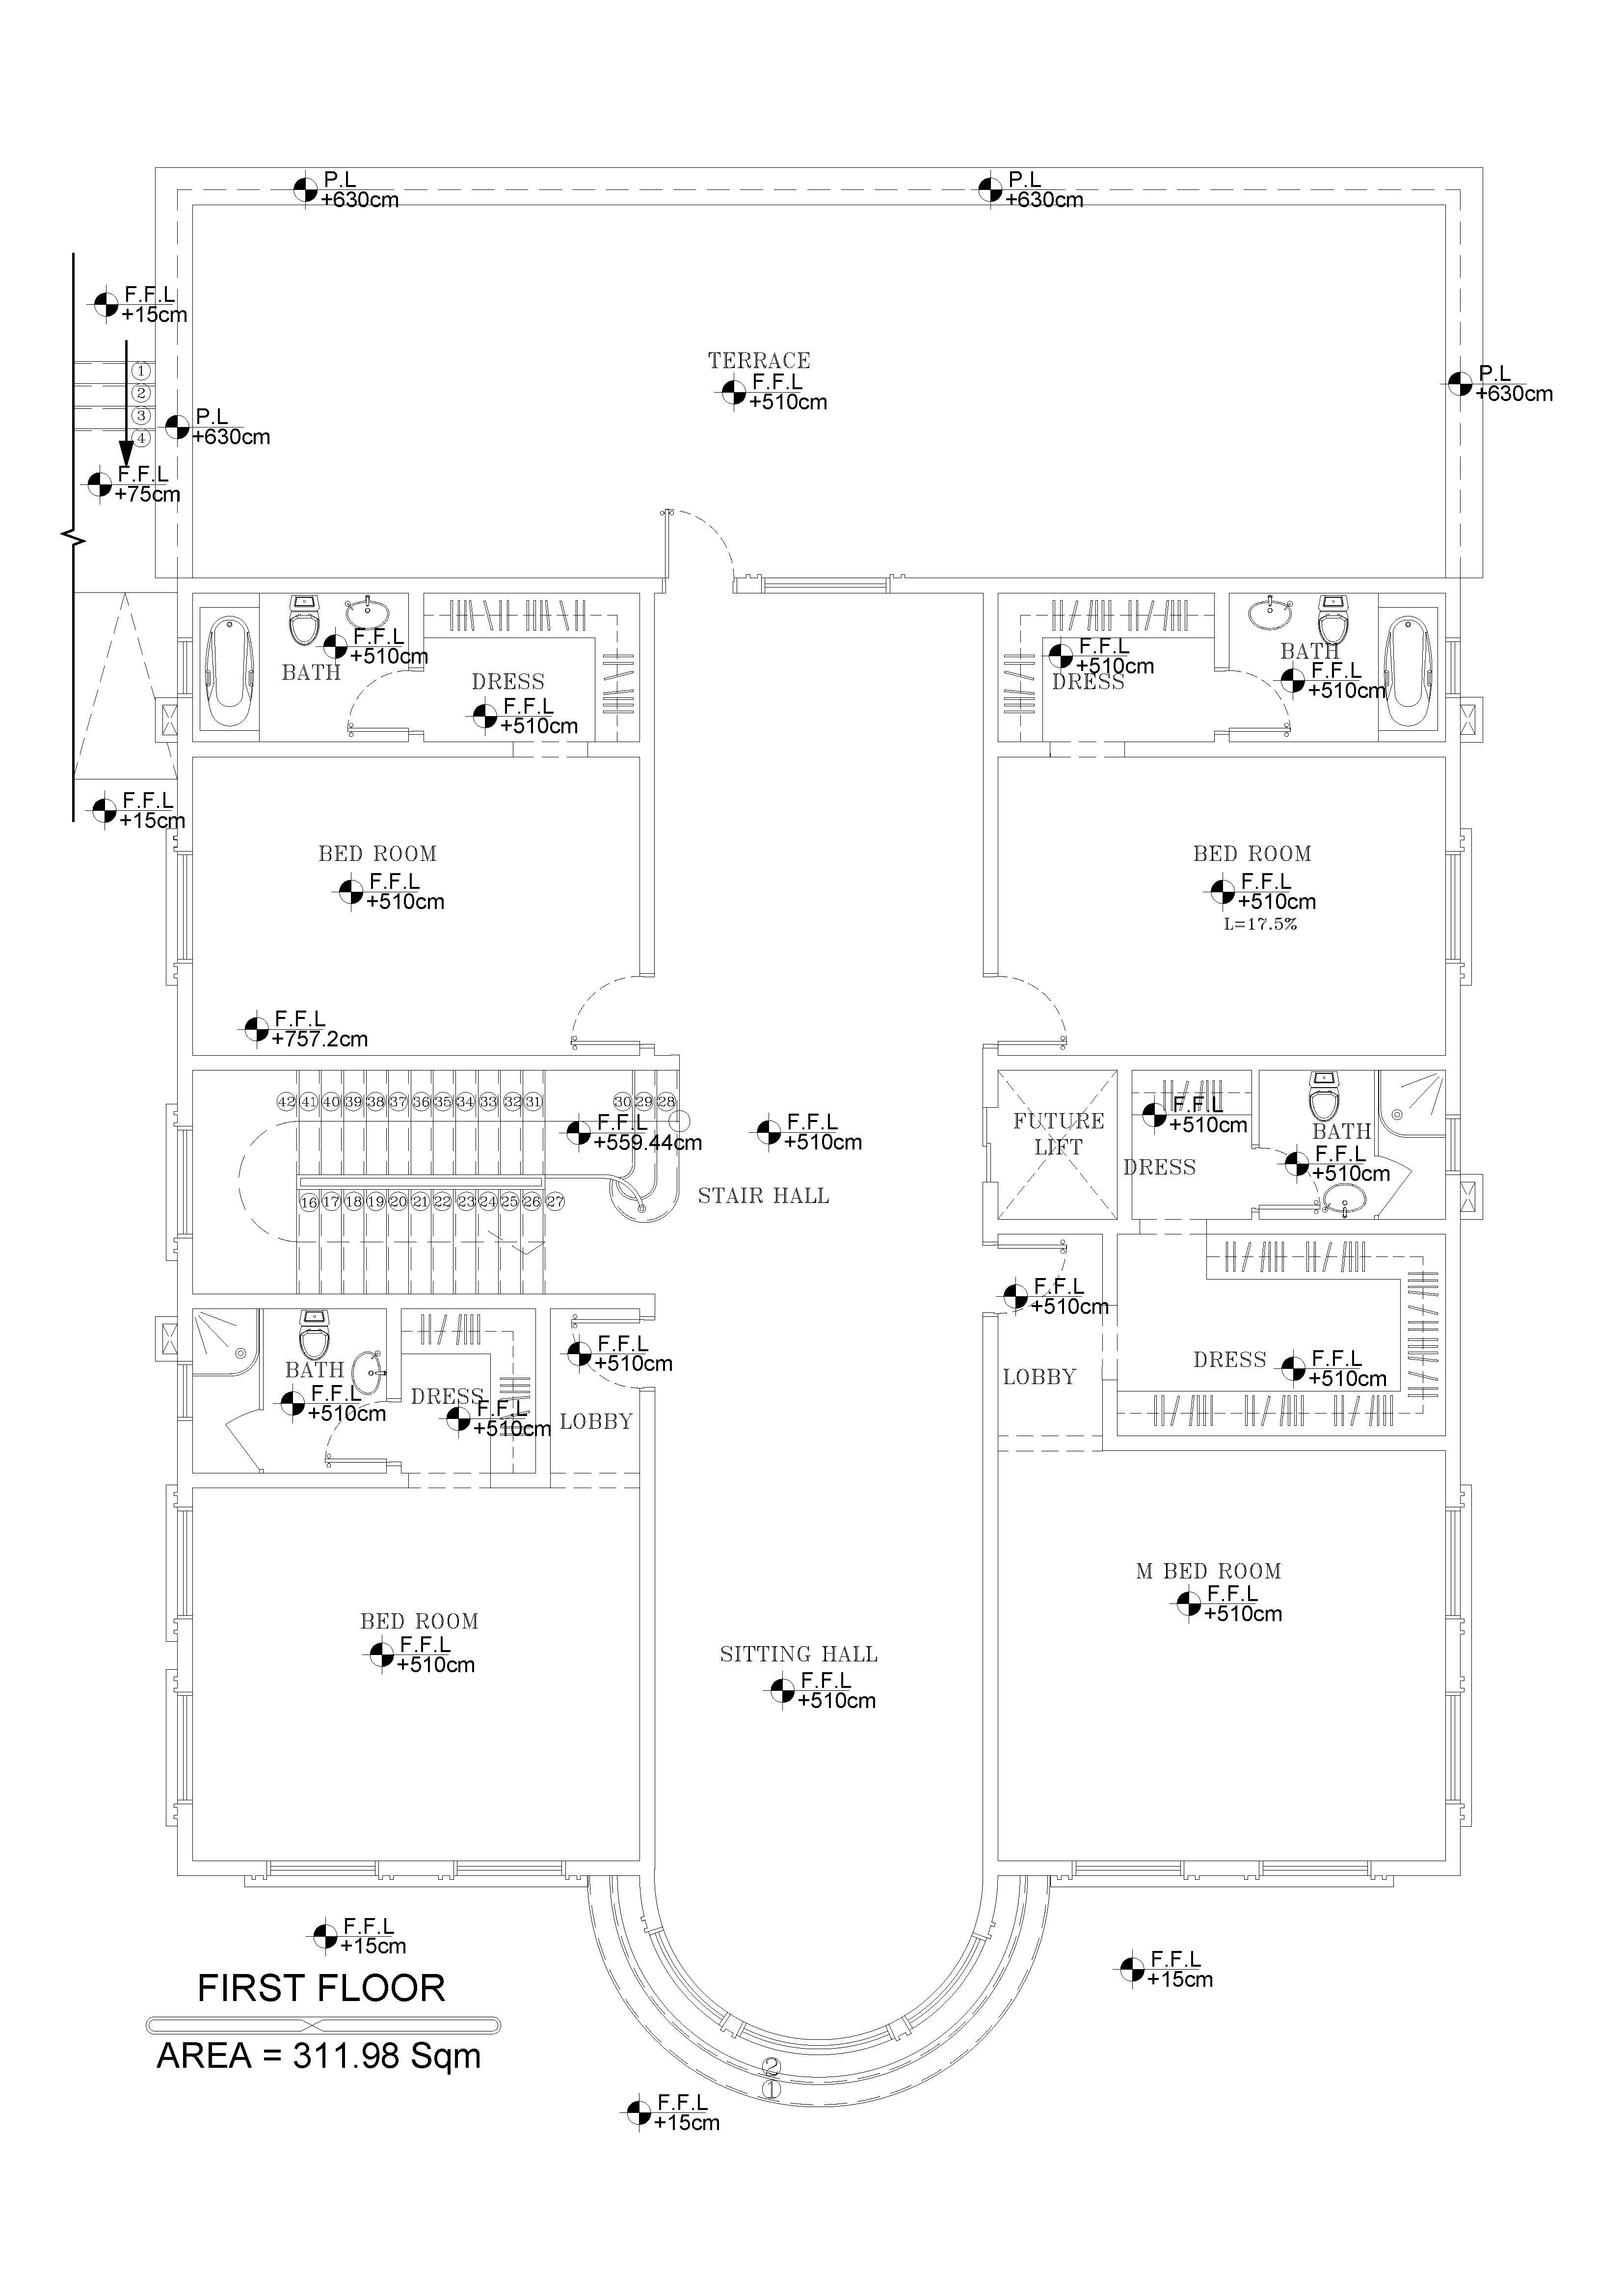 P.L
+630cm
P.L
+630cm
F.F.L
+15cm
1
2
3
4
P.L
+630cm
F.F.L
+75cm
TERRACE
F.F.L
+510cm
P.L
+630cm
F.F.L
+510cm
BATH
DRESS
F.F.L
+510cm
F.F.L
+510cm
DRESS
BATH
F.F.L
+510cm
F.F.L
+15cm
BED ROOM
F.F.L
+510cm
BED ROOM
F.F.L
+510cm
L=17.5%
F.F.L
+757.2cm
42 41 40 39 38 37 36 35 34 33 32 31 30 29 28
F.F.L
+559.44cm
F.F.L
+510cm
STAIR HALL
16 17 18 19 20 21 22 23 24 25 26 27
FUTURE
LIFT
F.F.L
+510cm
DRESS
BATH
F.F.L
+510cm
F.F.L
+510cm
LOBBY
DRESS
F.F.L
+510cm
BATH
F.F.L
+510cm
DRESS
F.F.L
+510cm
F.F.L
+510cm
LOBBY
BED ROOM
F.F.L
+510cm
SITTING HALL
F.F.L
+510cm
M BED ROOM
F.F.L
+510cm
F.F.L
+15cm
F.F.L
+15cm
FIRST FLOOR
AREA = 311.98 Sqm
2
1
F.F.L
+15cm